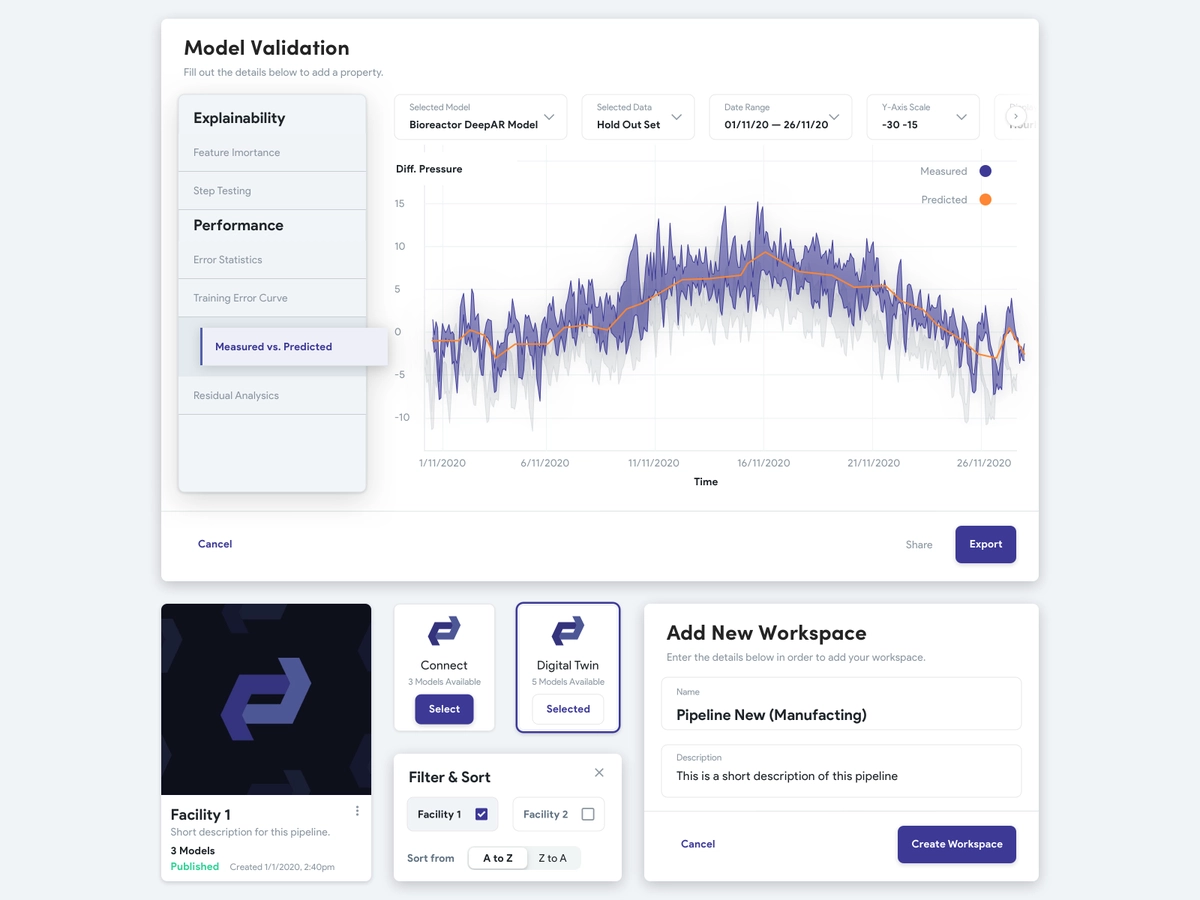 Model Validation
Fill out the details below to add a property.
Explainability
Feature Imortance
Step Testing
Performance
Error Statistics
Training Error Curve
Measured vs. Predicted
Residual Analysics
Selected Model
Bioreactor DeepAR Model
Selected Data
Hold Out Set
Date Range
01/11/20 — 26/11/20
Y-Axis Scale
-30 -15
Diff. Pressure
Measured
Predicted
15
10
5
0
-5
-10
1/11/2020
6/11/2020
11/11/2020
16/11/2020
21/11/2020
26/11/2020
Time
Cancel
Share
Export
Facility 1
Short description for this pipeline.
3 Models
Published Created 1/1/2020, 2:40pm
Connect
3 Models Available
Select
Digital Twin
5 Models Available
Selected
Filter & Sort
Facility 1
Facility 2
Sort from
A to Z
Z to A
Add New Workspace
Enter the details below in order to add your workspace.
Name
Pipeline New (Manufacting)
Description
This is a short description of this pipeline
Cancel
Create Workspace